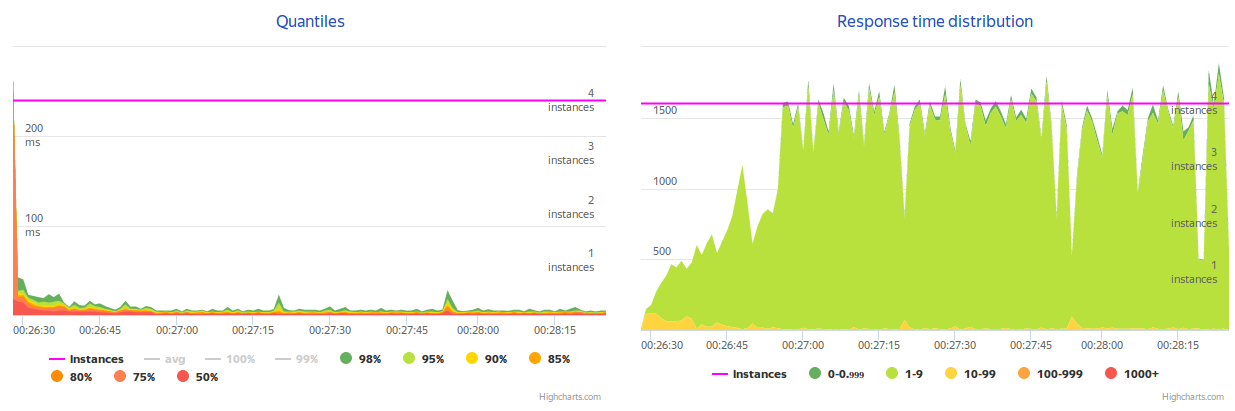 Quantiles
4
instances
200
ms
3
instances
2
instances
100
ms
1
instances
00:26:30 00:26:45 00:27:00 00:27:15 00:27:30 00:27:45 00:28:00 00:28:15
Instances avg 100% 99% 98% 95% 90% 85%
80% 75% 50%
Highcharts.com
Response time distribution
4
1500
instances
3
instances
1000
2
instances
500
1
instances
00:26:30 00:26:45 00:27:00 00:27:15 00:27:30 00:27:45 00:28:00 00:28:15
Instances 0-0.999 1-9 10-99 100-999 1000+
Highcharts.com